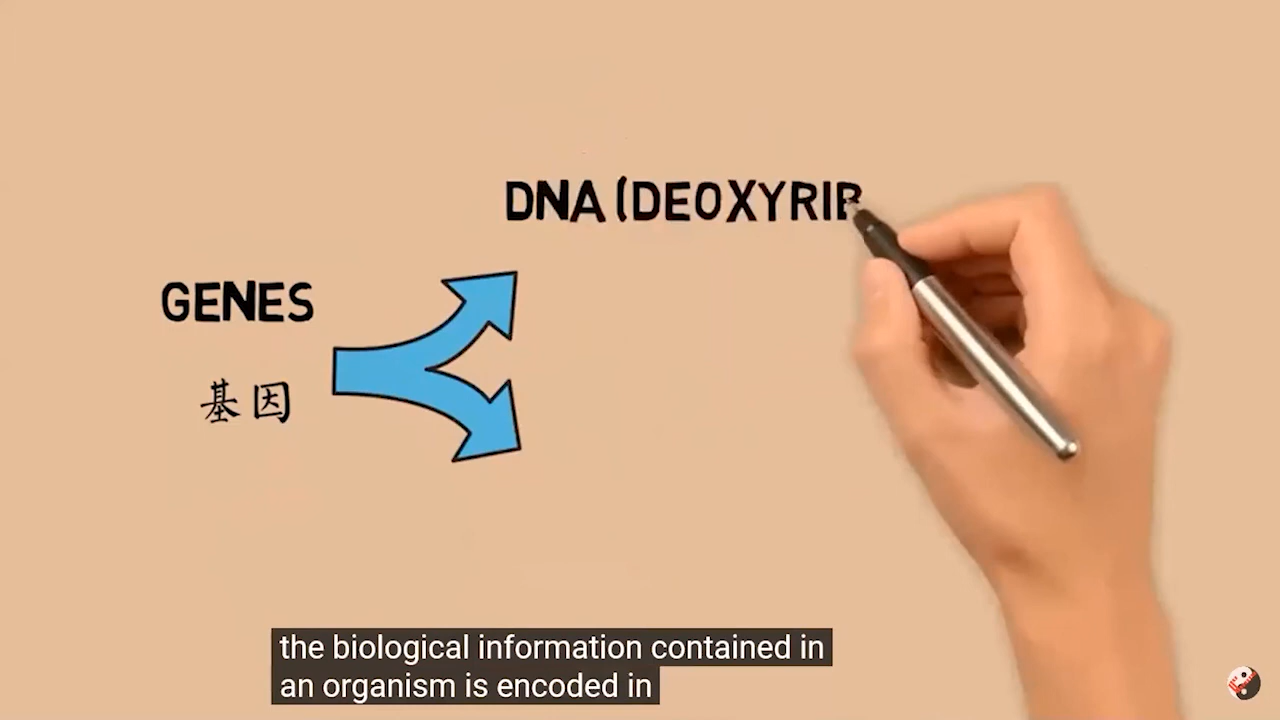 DNA (DEOXYRIB
GENES
基因
the biological information contained in
an organism is encoded in